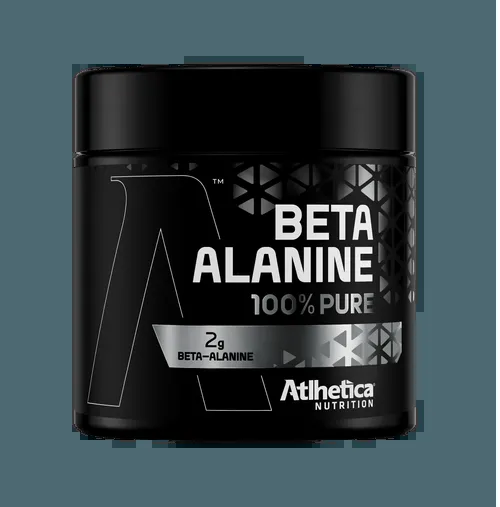 ™
BETA
ALANINE
100% PURE
2g
BETA-ALANINE
Atlhetica
NUTRITION